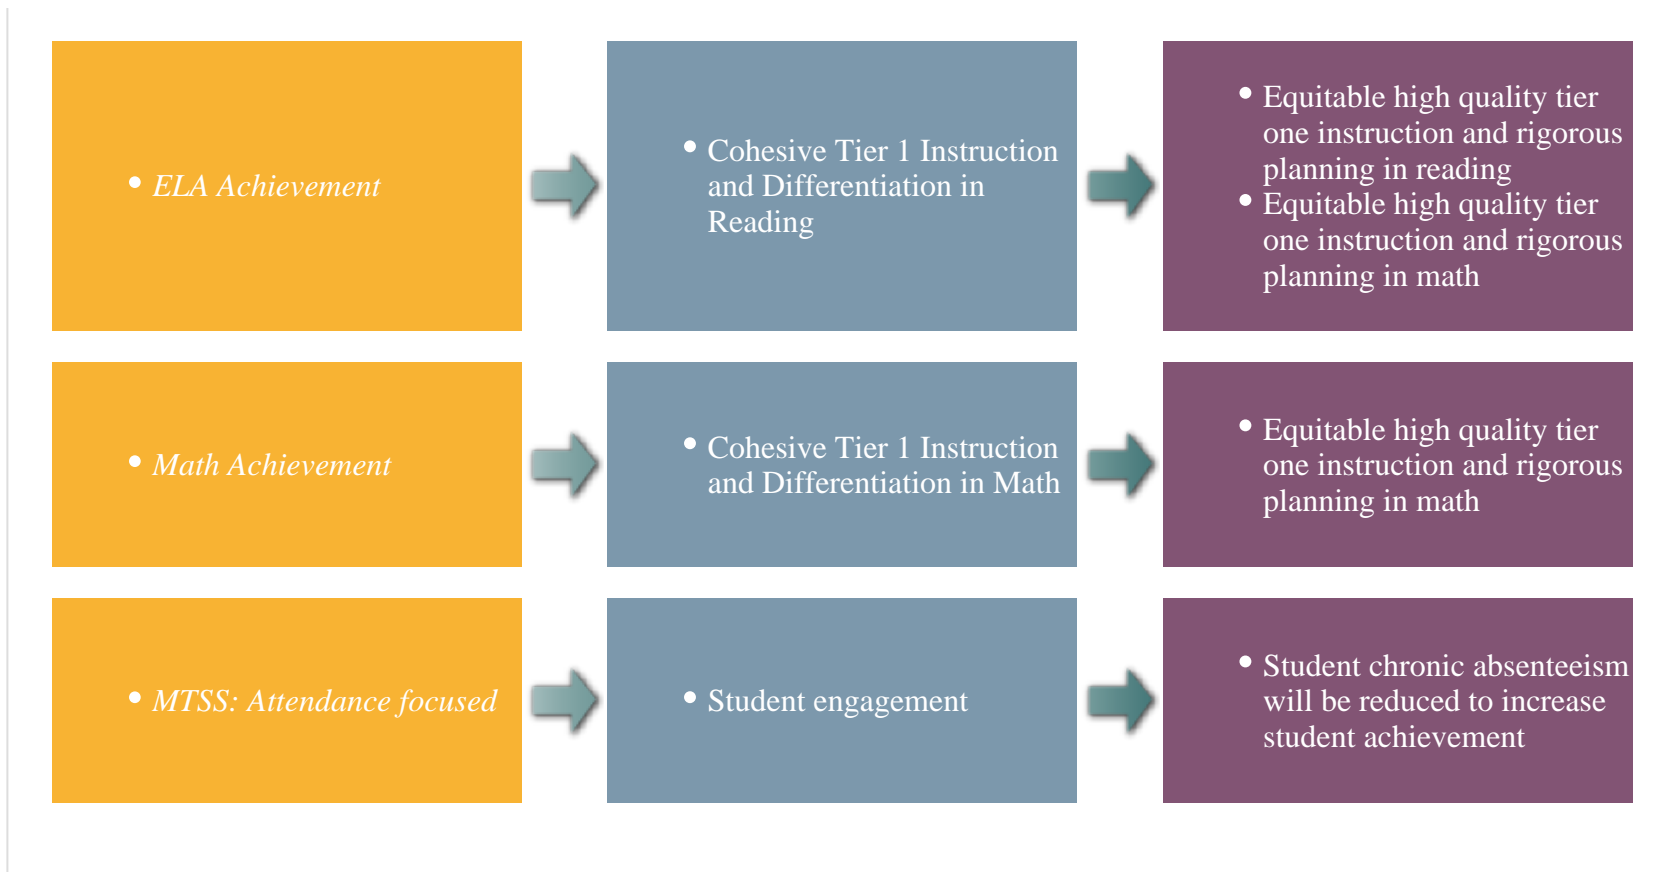 • ELA Achievement
• Cohesive Tier 1 Instruction
and Differentiation in
Reading
• Equitable high quality tier
one instruction and rigorous
planning in reading
• Equitable high quality tier
one instruction and rigorous
planning in math
• Math Achievement
• Cohesive Tier 1 Instruction
and Differentiation in Math
• Equitable high quality tier
one instruction and rigorous
planning in math
• MTSS: Attendance focused
• Student engagement
• Student chronic absenteeism
will be reduced to increase
student achievement